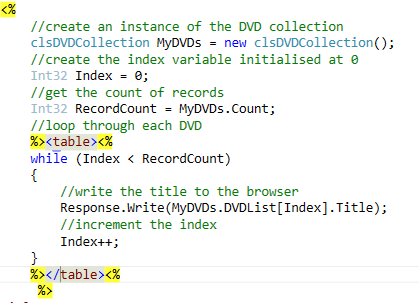 <%
//create an instance of the DVD collection
clsDVDCollection MyDVDs = new clsDVDCollection();
//create the index variable initialised at 0
Int32 Index = 0;
//get the count of records
Int32 RecordCount = MyDVDs.Count;
//loop through each DVD
%><table><%
while (Index < RecordCount)
{
//write the title to the browser
Response.Write(MyDVDs.DVDList[Index].Title);
//increment the index
Index++;
}
%></table><%
%>